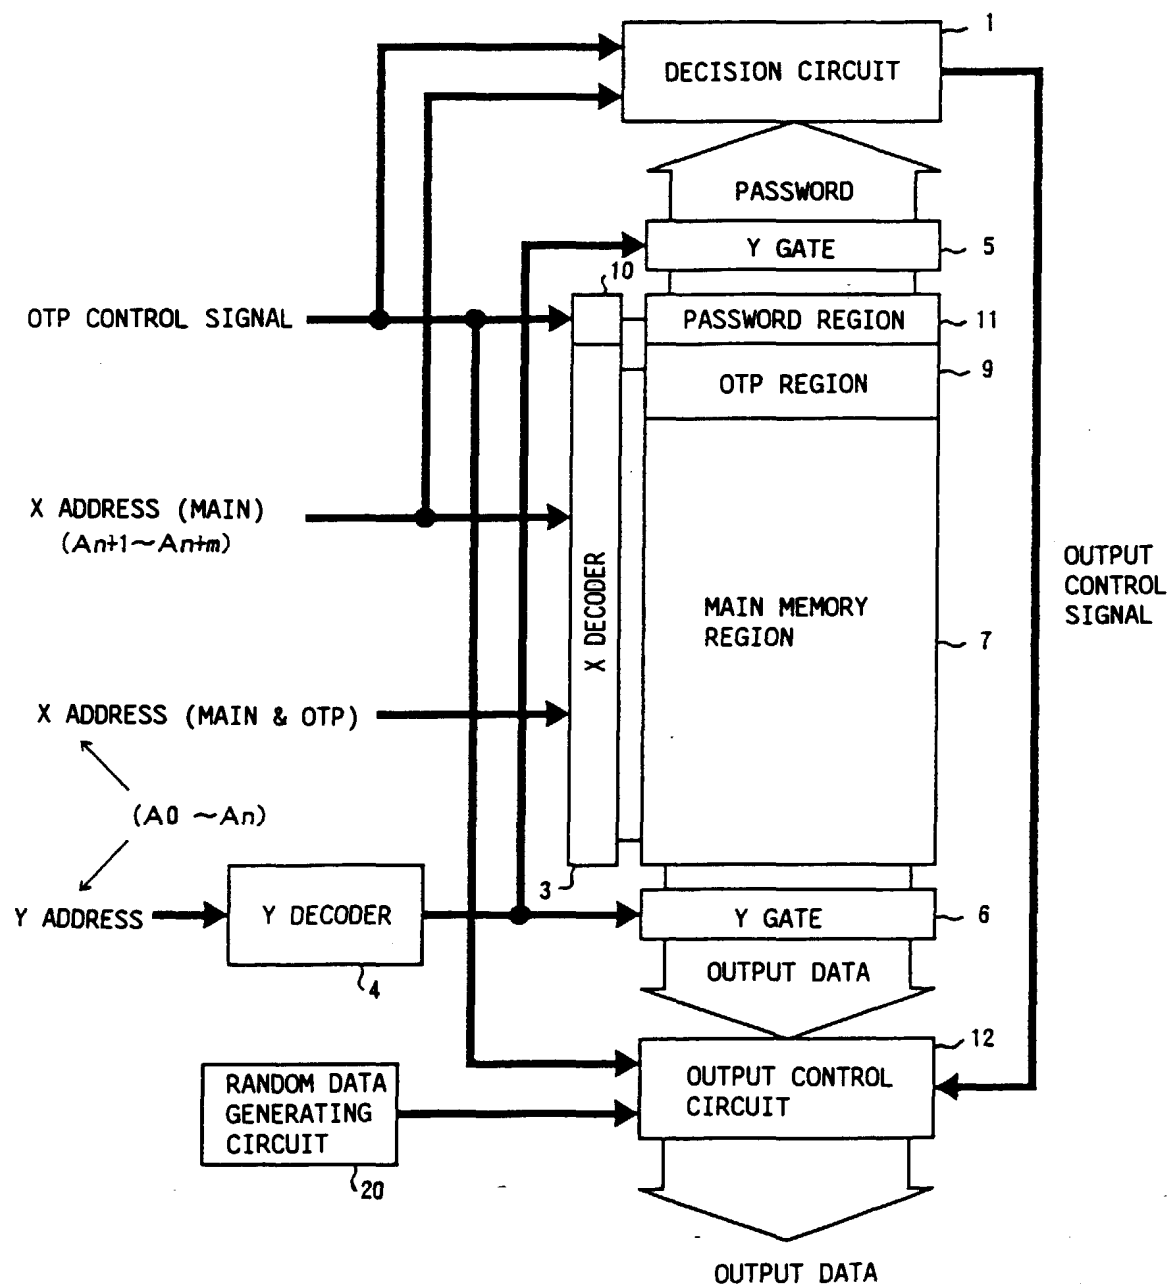 1
DECISION CIRCUIT
PASSWORD
Y GATE
5
10
OTP CONTROL SIGNAL
PASSWORD REGION
11
OTP REGION
9
X ADDRESS (MAIN)
(An+1～An+m)
X DECODER
OUTPUT
CONTROL
SIGNAL
MAIN MEMORY
REGION
7
X ADDRESS (MAIN & OTP)
(A0 ～An)
3
Y ADDRESS
Y DECODER
4
Y GATE
6
OUTPUT DATA
12
RANDOM DATA
GENERATING
CIRCUIT
20
OUTPUT CONTROL
CIRCUIT
OUTPUT DATA